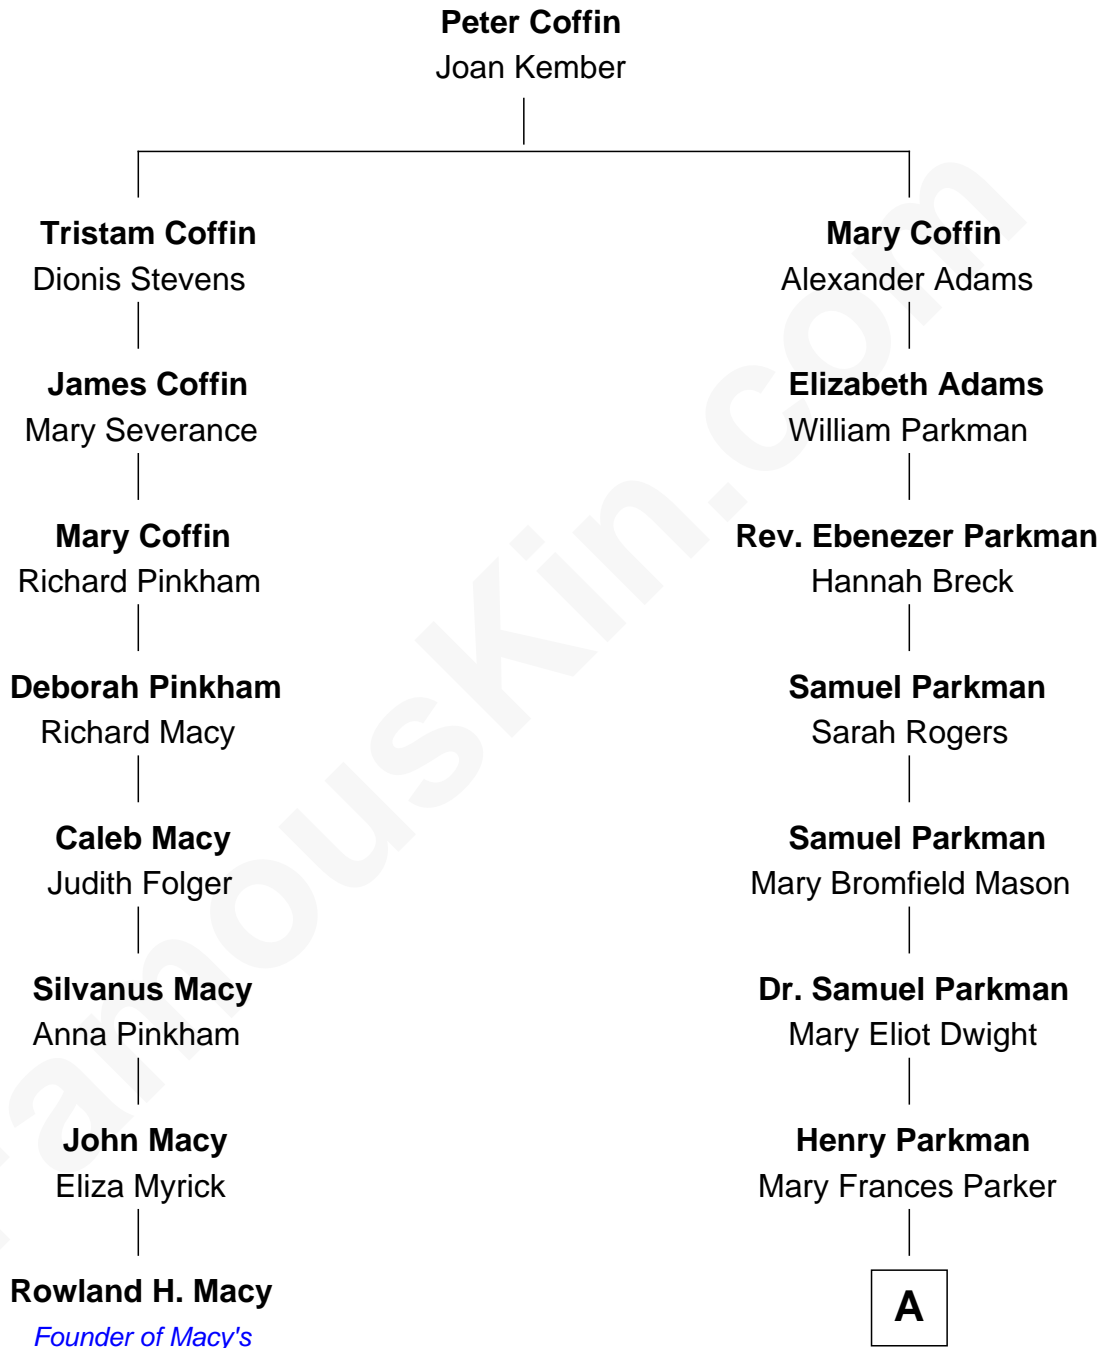 Peter Coffin
Joan Kember
Tristam Coffin
Dionis Stevens
Mary Coffin
Alexander Adams
James Coffin
Mary Severance
Elizabeth Adams
William Parkman
Mary Coffin
Richard Pinkham
Rev. Ebenezer Parkman
Hannah Breck
Deborah Pinkham
Richard Macy
Samuel Parkman
Sarah Rogers
Caleb Macy
Judith Folger
Samuel Parkman
Mary Bromfield Mason
Silvanus Macy
Anna Pinkham
Dr. Samuel Parkman
Mary Eliot Dwight
John Macy
Eliza Myrick
Henry Parkman
Mary Frances Parker
Rowland H. Macy
Founder of Macy's
A
FamousKin.com